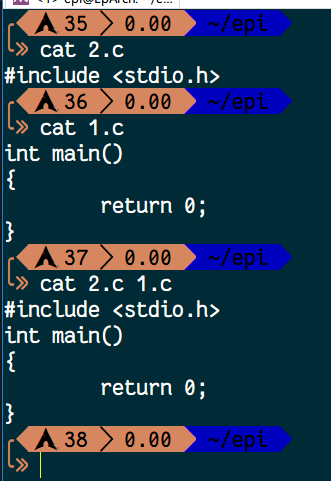 35 0.00 ~/epi
cat 2.c
#include <stdio.h>
36 0.00 ~/epi
cat 1.c
int main()
{
return 0;
}
37 0.00 ~/epi
cat 2.c 1.c
#include <stdio.h>
int main()
{
return 0;
}
38 0.00 ~/epi